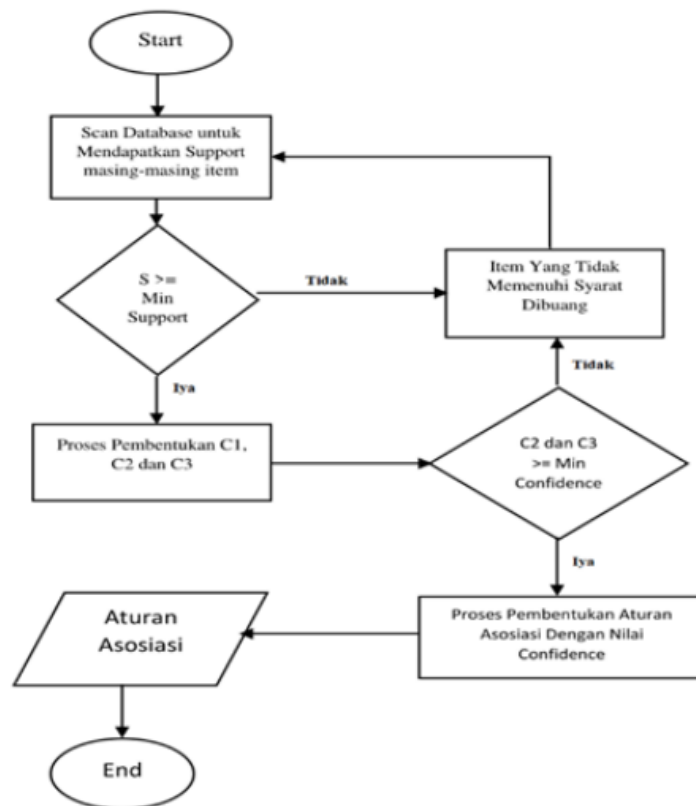 Start
Scan Database untuk
Mendapatkan Support
masing-masing item
S >=
Min
Support
Tidak
Item Yang Tidak
Memenuhi Syarat
Dibuang
Iya
Tidak
Proses Pembentukan C1,
C2 dan C3
C2 dan C3
>= Min
Confidence
Iya
Proses Pembentukan Aturan
Asosiasi Dengan Nilai
Confidence
Aturan
Asosiasi
End